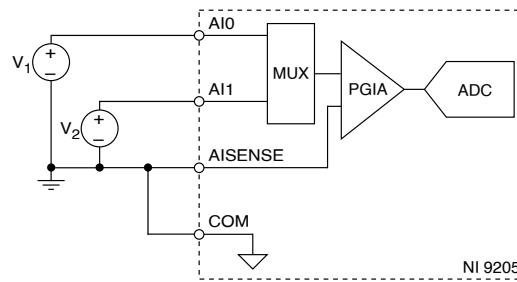 AI0
V1
+
−
MUX
PGIA
ADC
AI1
V2
+
−
AISENSE
COM
NI 9205